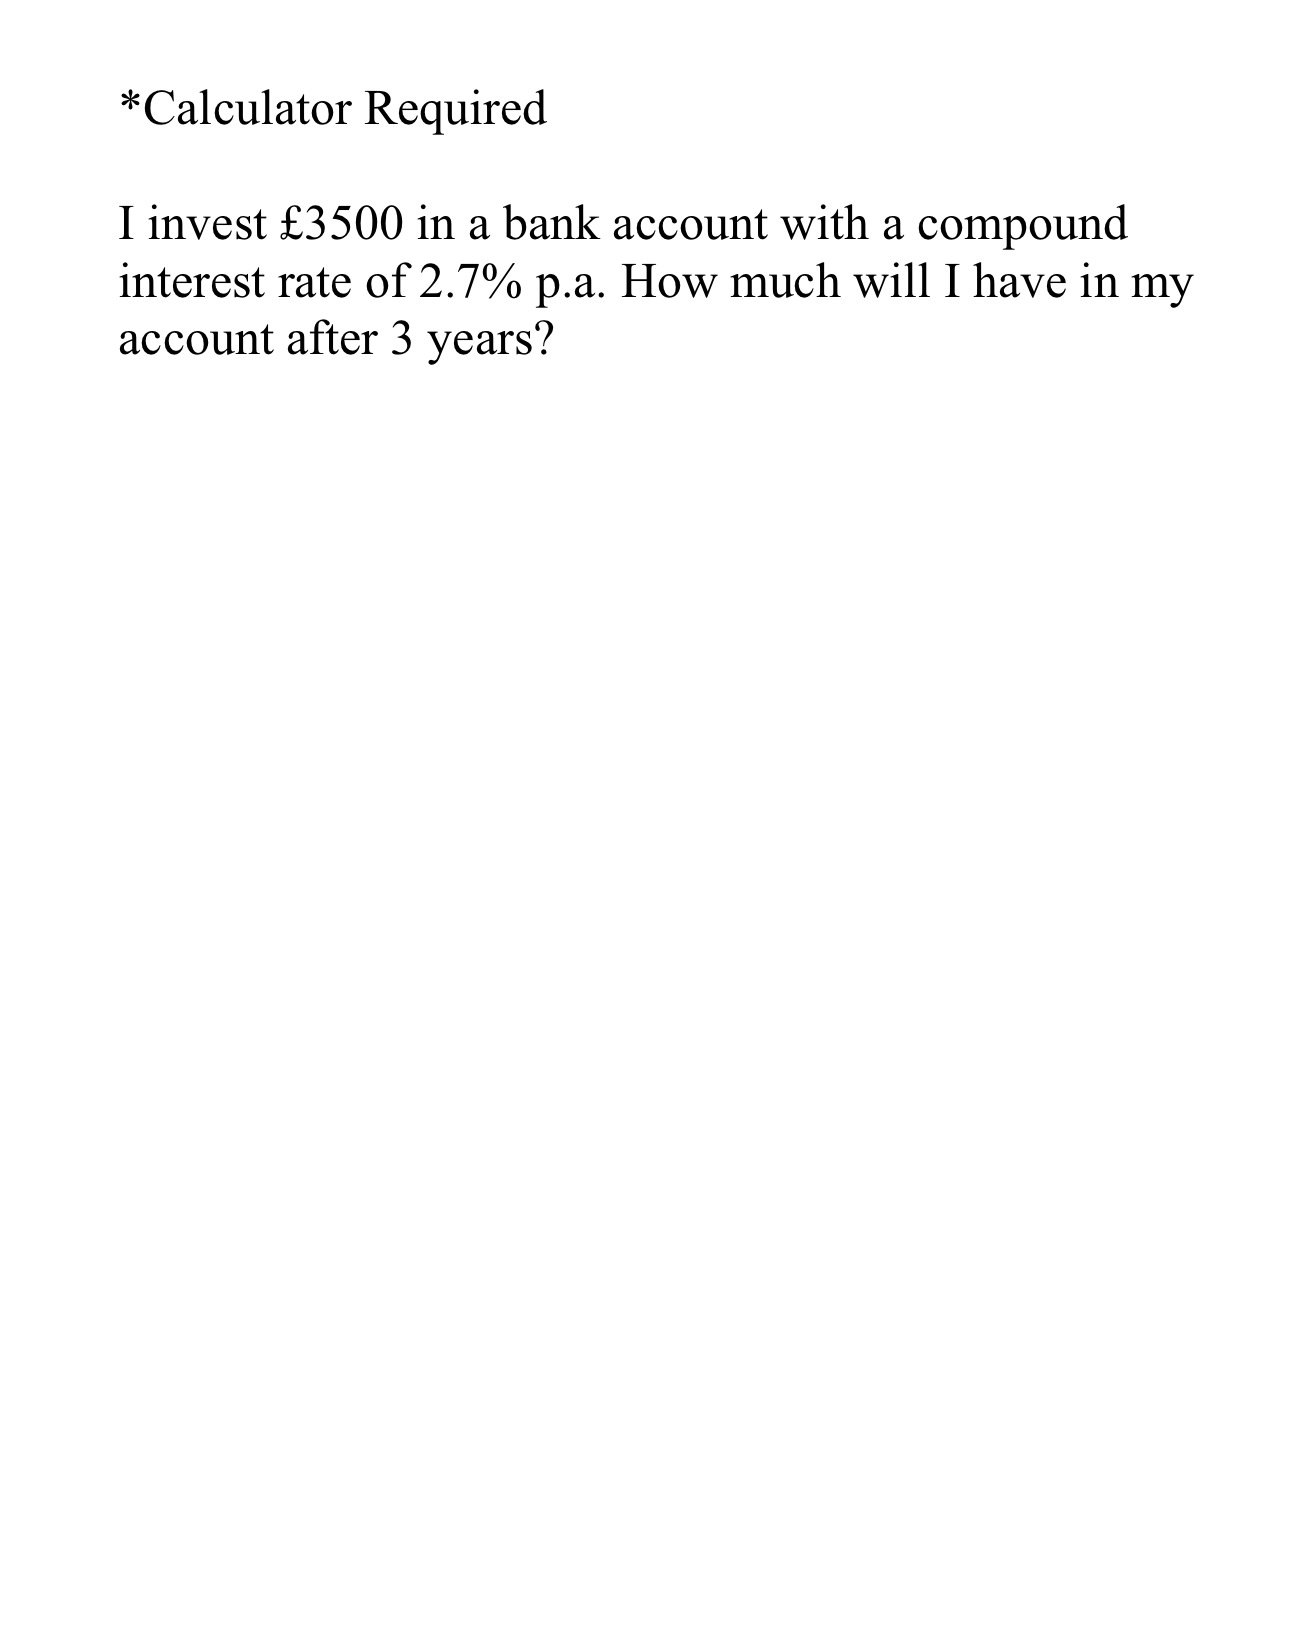 *Calculator Required
I invest £3500 in a bank account with a compound
interest rate of 2.7% p.a. How much will I have in my
account after 3 years?